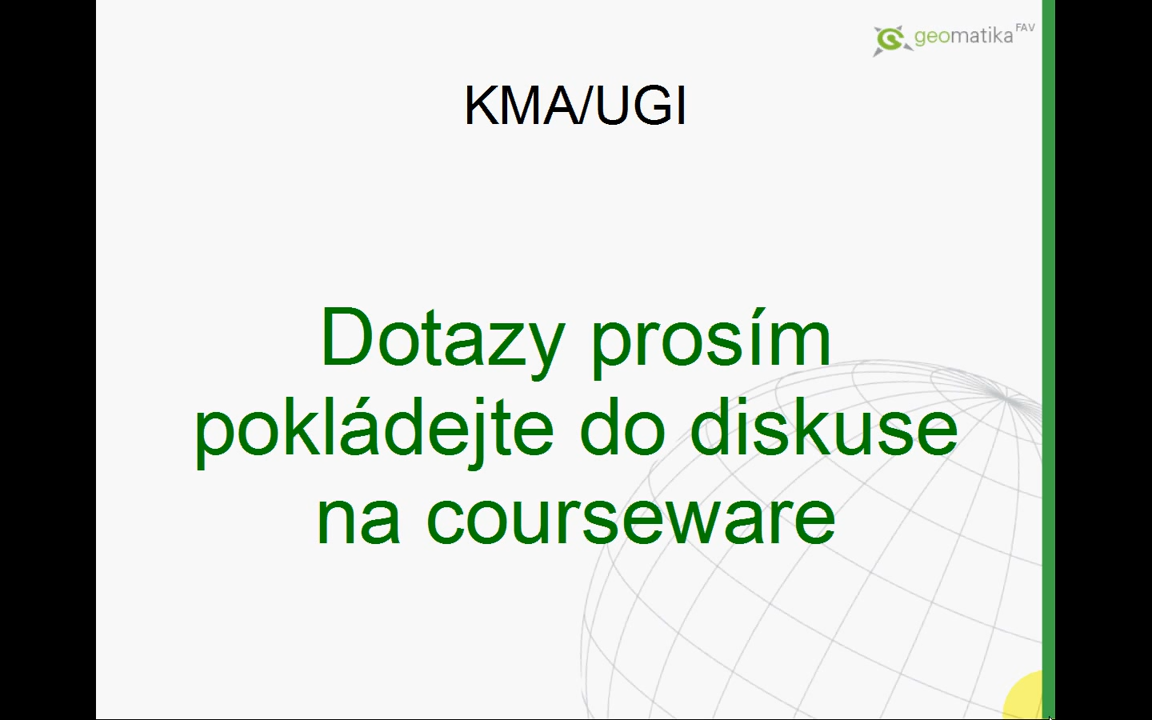 geomatika FAV
KMA/UGI
Dotazy prosím
pokládejte do diskuse
na courseware